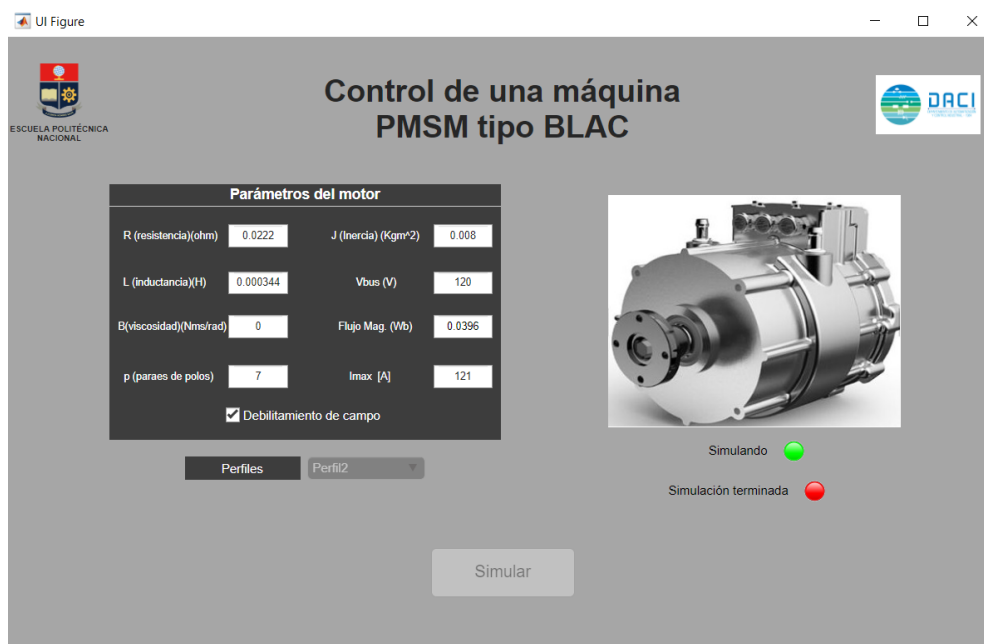 UI Figure
Control de una máquina
PMSM tipo BLAC
ESCUELA POLITÉCNICA
NACIONAL
DACI
Parámetros del motor
R (resistencia)(ohm) 0.0222 J (Inercia) (Kgm^2) 0.008
L (inductancia)(H) 0.000344 Vbus (V) 120
B(viscosidad)(Nms/rad) 0 Flujo Mag. (Wb) 0.0396
p (paraes de polos) 7 Imax [A] 121
Debilitamiento de campo
Perfiles Perfil2
Simulando
Simulación terminada
Simular